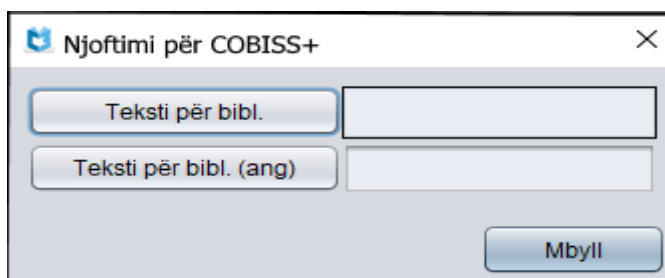 Njoftimi për COBISS+
Teksti për bibl.
Teksti për bibl. (ang)
Mbyll